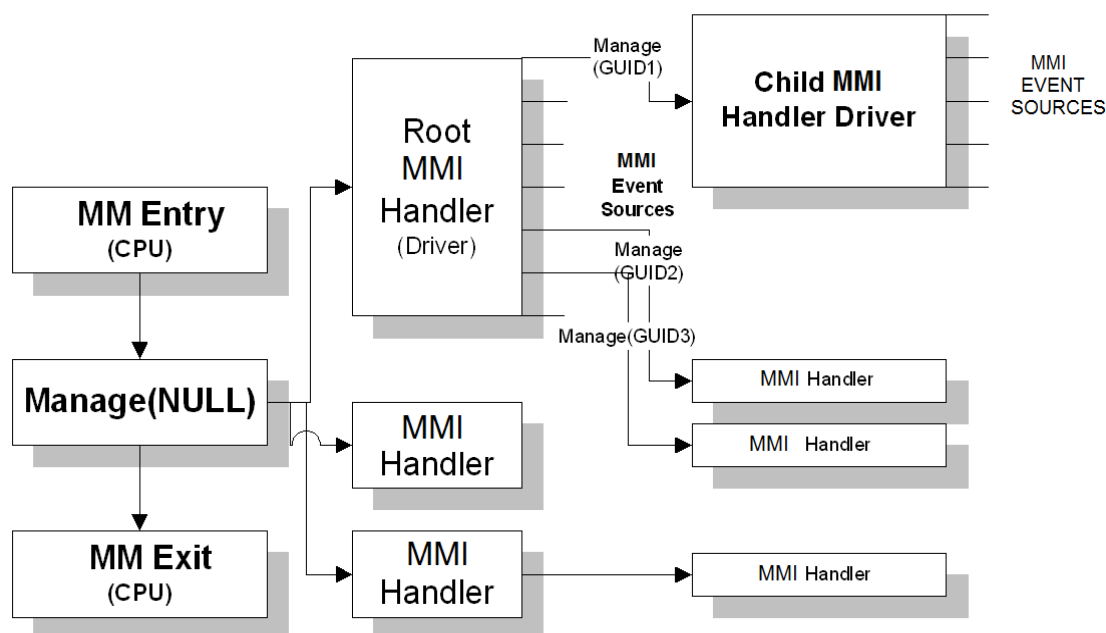 MM Entry
(CPU)
Manage(NULL)
MM Exit
(CPU)
Root
MMI
Handler
(Driver)
MMI
Handler
MMI
Handler
Manage
(GUID1)
MMI
Event
Sources
Manage
(GUID2)
Manage(GUID3)
Child MMI
Handler Driver
MMI
EVENT
SOURCES
MMI Handler
MMI Handler
MMI Handler